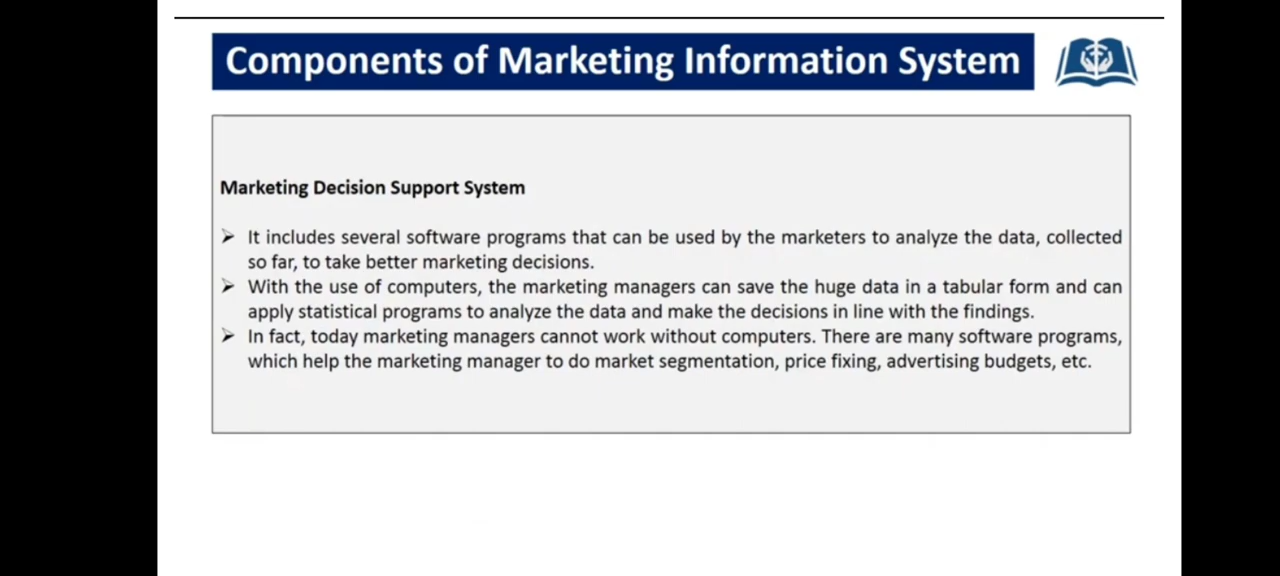 Components of Marketing Information System
Marketing Decision Support System
➢ It includes several software programs that can be used by the marketers to analyze the data, collected
so far, to take better marketing decisions.
➢ With the use of computers, the marketing managers can save the huge data in a tabular form and can
apply statistical programs to analyze the data and make the decisions in line with the findings.
➢ In fact, today marketing managers cannot work without computers. There are many software programs,
which help the marketing manager to do market segmentation, price fixing, advertising budgets, etc.